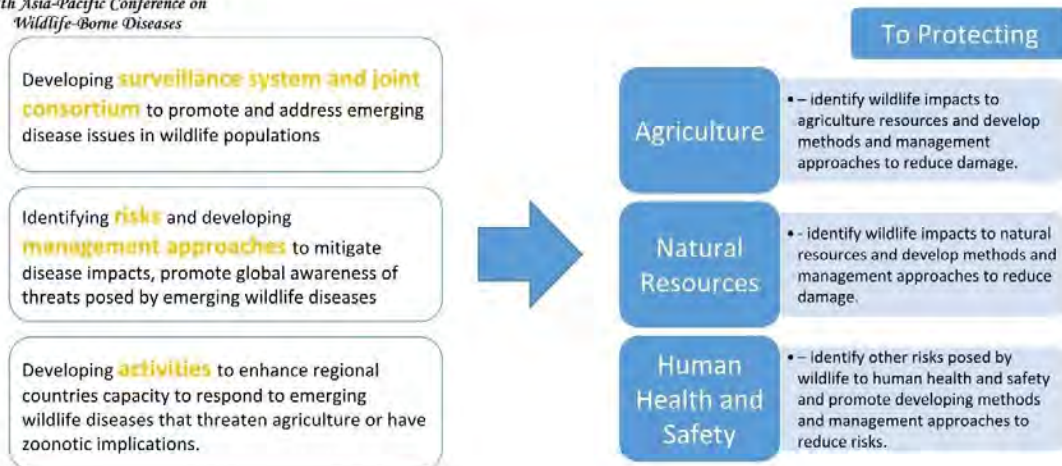 th Asia-Pacific Conference on
Wildlife-Borne Diseases
Developing surveillance system and joint
consortium to promote and address emerging
disease issues in wildlife populations
Identifying risks and developing
management approaches to mitigate
disease impacts, promote global awareness of
threats posed by emerging wildlife diseases
Developing activities to enhance regional
countries capacity to respond to emerging
wildlife diseases that threaten agriculture or have
zoonotic implications.
To Protecting
Agriculture
• – identify wildlife impacts to
agriculture resources and develop
methods and management
approaches to reduce damage.
Natural
Resources
• - identify wildlife impacts to natural
resources and develop methods and
management approaches to reduce
damage.
Human
Health and
Safety
• – identify other risks posed by
wildlife to human health and safety
and promote developing methods
and management approaches to
reduce risks.